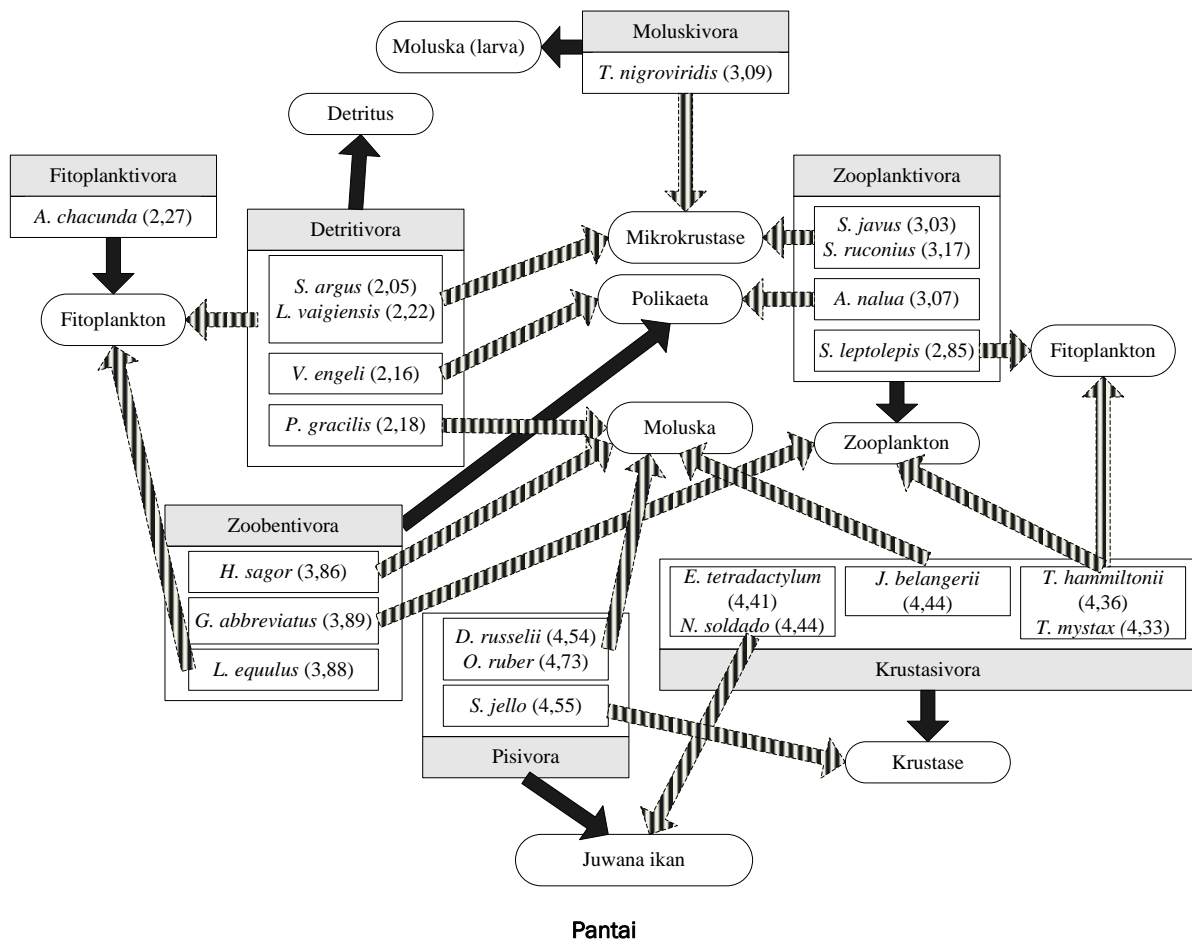 Moluskivora
T. nigroviridis (3,09)
Moluska (larva)
Detritus
Fitoplanktivora
A. chacunda (2,27)
Detritivora
S. argus (2,05)
L. vaigiensis (2,22)
V. engeli (2,16)
P. gracilis (2,18)
Zooplanktivora
S. javus (3,03)
S. ruconius (3,17)
A. nalua (3,07)
S. leptolepis (2,85)
Mikrokrustase
Polikaeta
Fitoplankton
Fitoplankton
Moluska
Zooplankton
Zoobentivora
H. sagor (3,86)
G. abbreviatus (3,89)
L. equulus (3,88)
D. russelii (4,54)
O. ruber (4,73)
S. jello (4,55)
Pisivora
E. tetradactylum
(4,41)
N. soldado (4,44)
J. belangerii
(4,44)
T. hammiltonii
(4,36)
T. mystax (4,33)
Krustasivora
Krustase
Juwana ikan
Pantai